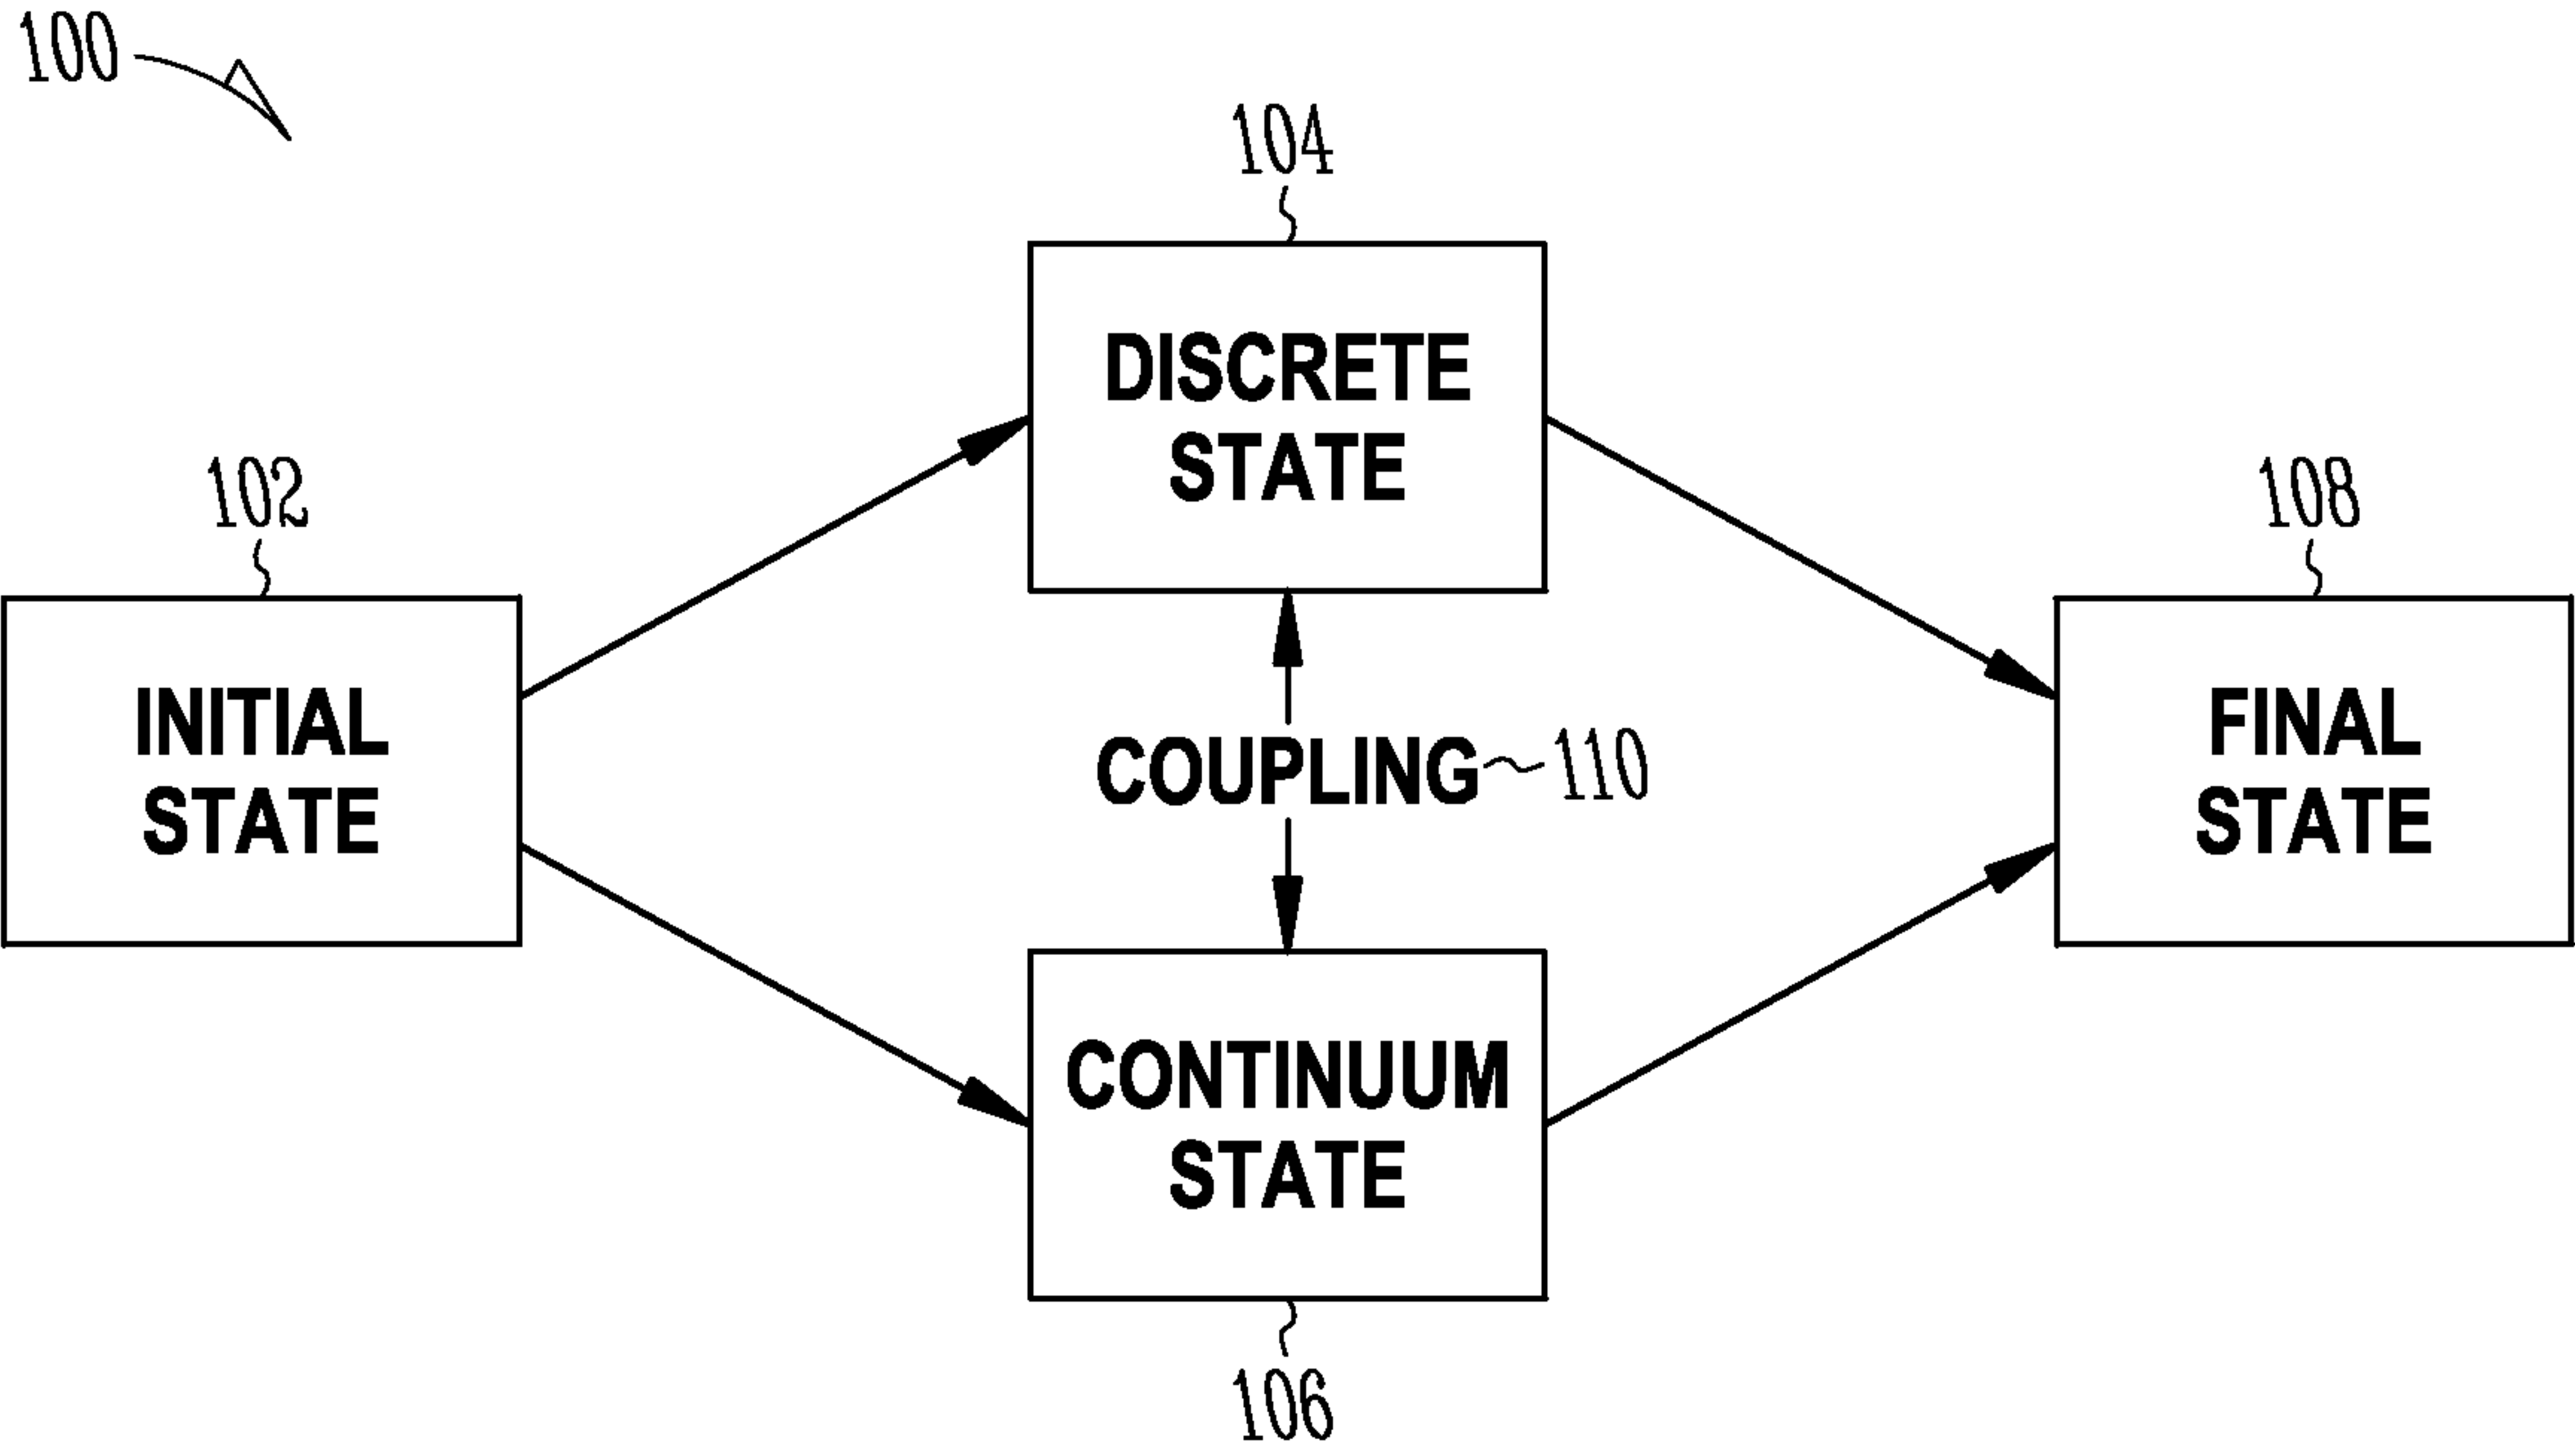 100
104
DISCRETE
STATE
102
INITIAL
STATE
108
FINAL
STATE
COUPLING
110
CONTINUUM
STATE
106